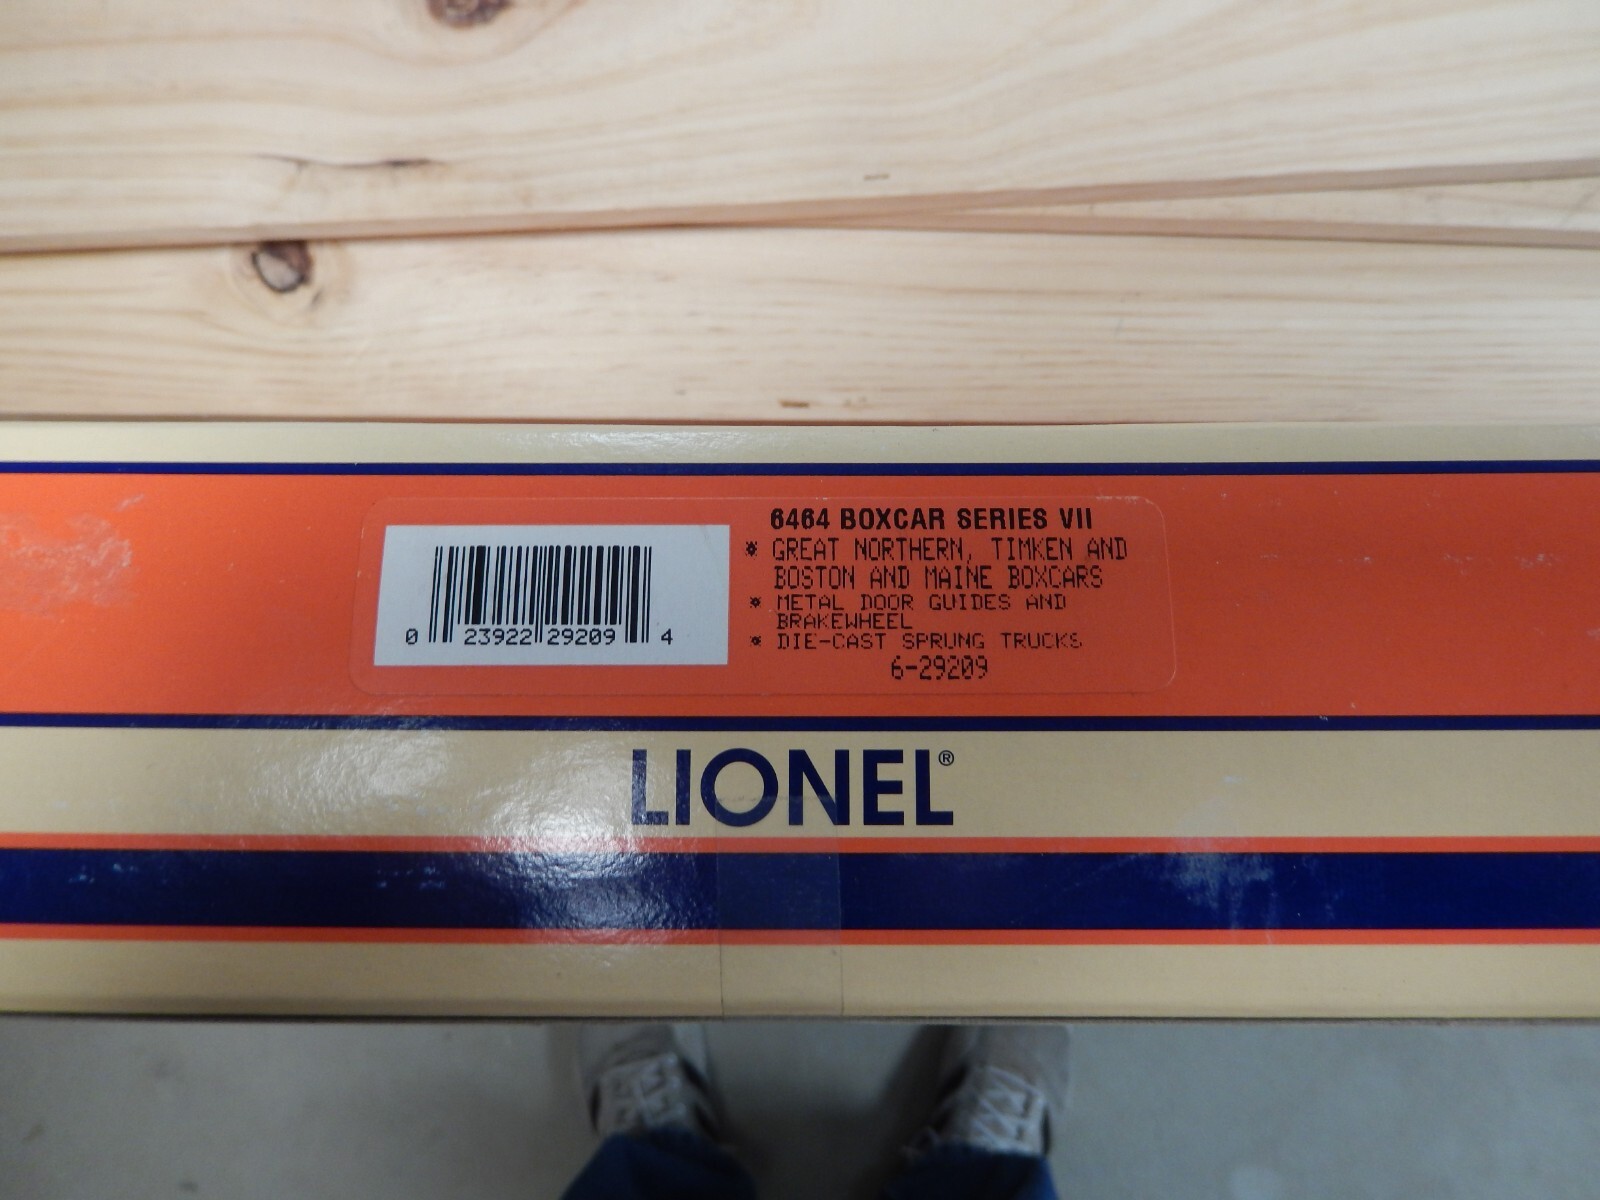 6464 BOXCAR SERIES VII
* GREAT NORTHERN, TIMKEN AND
BOSTON AND MAINE BOXCARS
* METAL DOOR GUIDES AND
BRAKEWHEEL
* DIE-CAST SPRUNG TRUCKS
6-29209
0 23922 29209 4
LIONEL®